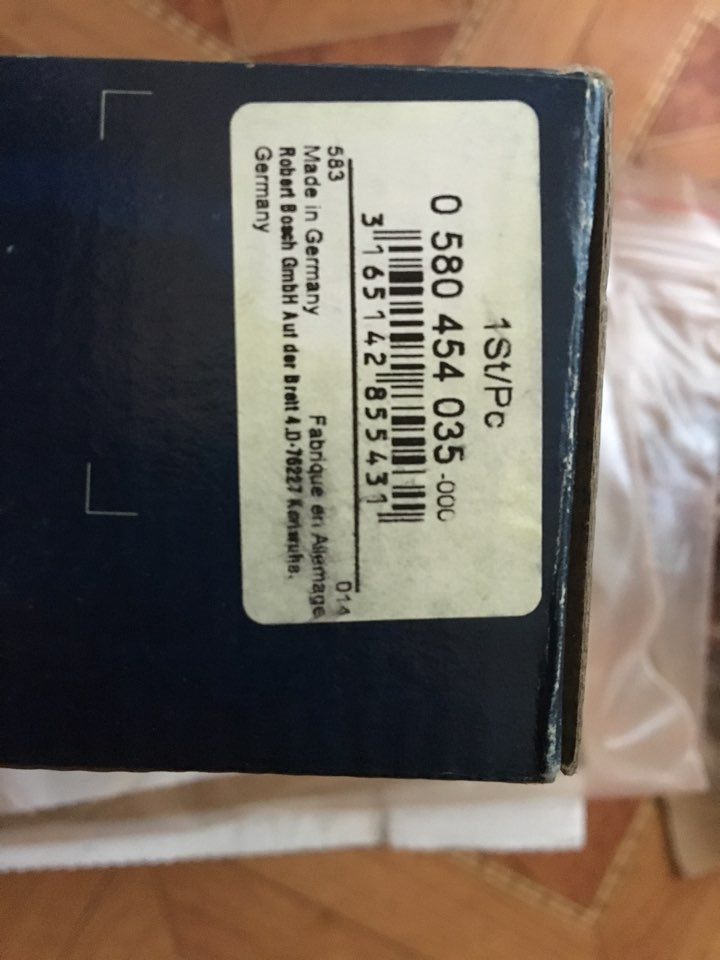 1St/Pc
0 580 454 035-000
3 165142 855431
583 014
Made in Germany Fabrique en Allemagne
Robert Bosch GmbH Auf der Breit 4.D-76227 Karlsruhe.
Germany